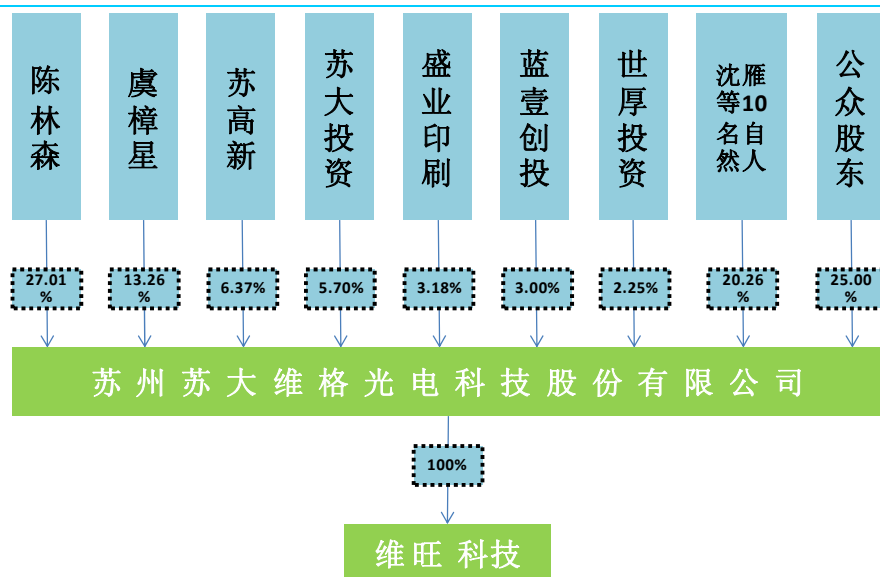 陈林森
虞樟星
苏高新
苏大投资
盛业印刷
蓝壹创投
世厚投资
沈雁
等10
名自
然人
公众股东
27.01
%
13.26
%
6.37%
5.70%
3.18%
3.00%
2.25%
20.26
%
25.00
%
苏州苏大维格光电科技股份有限公司
100%
维旺 科技